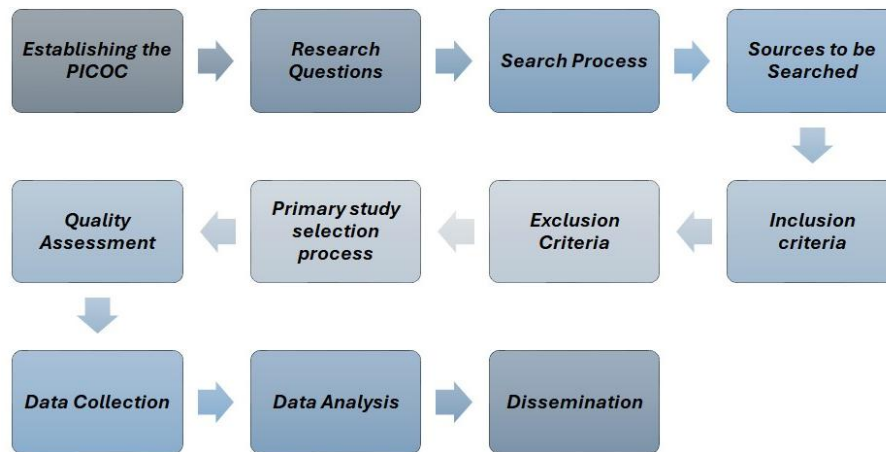 Establishing the
PICOC
Research
Questions
Search Process
Sources to be
Searched
Inclusion
criteria
Exclusion
Criteria
Primary study
selection
process
Quality
Assessment
Data Collection
Data Analysis
Dissemination